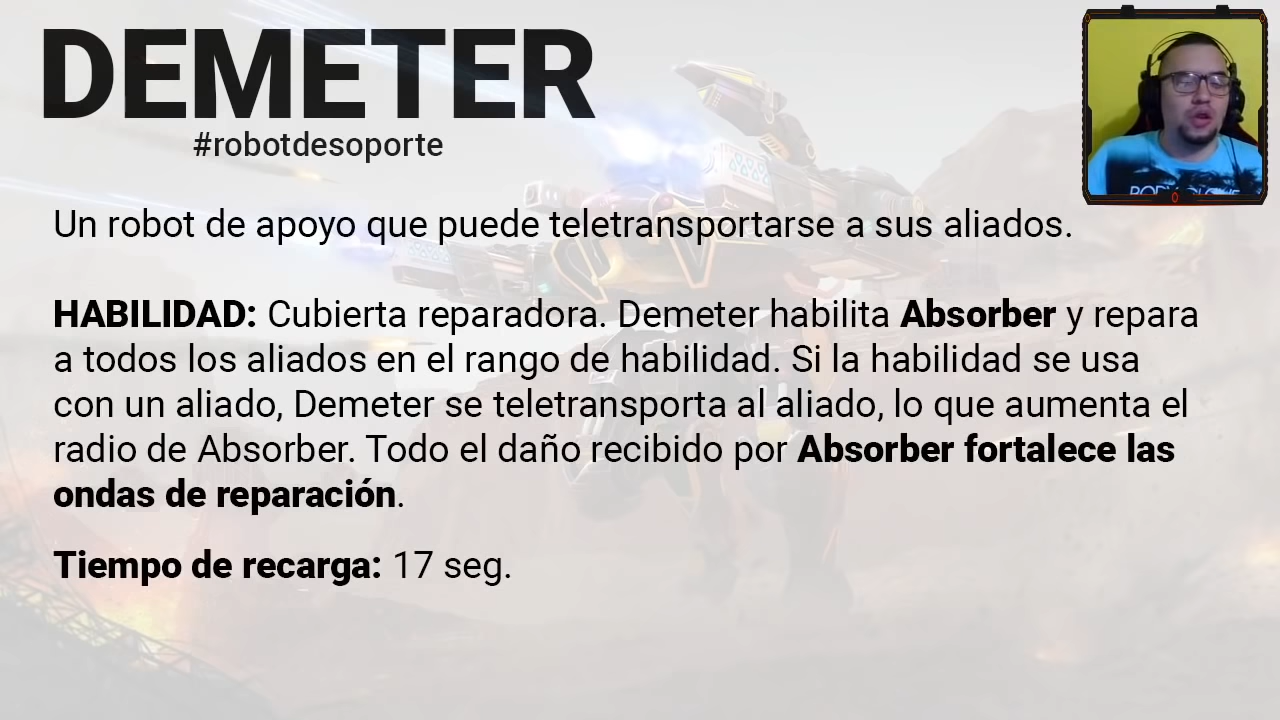 DEMETER
#robotdesoporte
Un robot de apoyo que puede teletransportarse a sus aliados.
HABILIDAD: Cubierta reparadora. Demeter habilita Absorber y repara
a todos los aliados en el rango de habilidad. Si la habilidad se usa
con un aliado, Demeter se teletransporta al aliado, lo que aumenta el
radio de Absorber. Todo el daño recibido por Absorber fortalece las
ondas de reparación.
Tiempo de recarga: 17 seg.